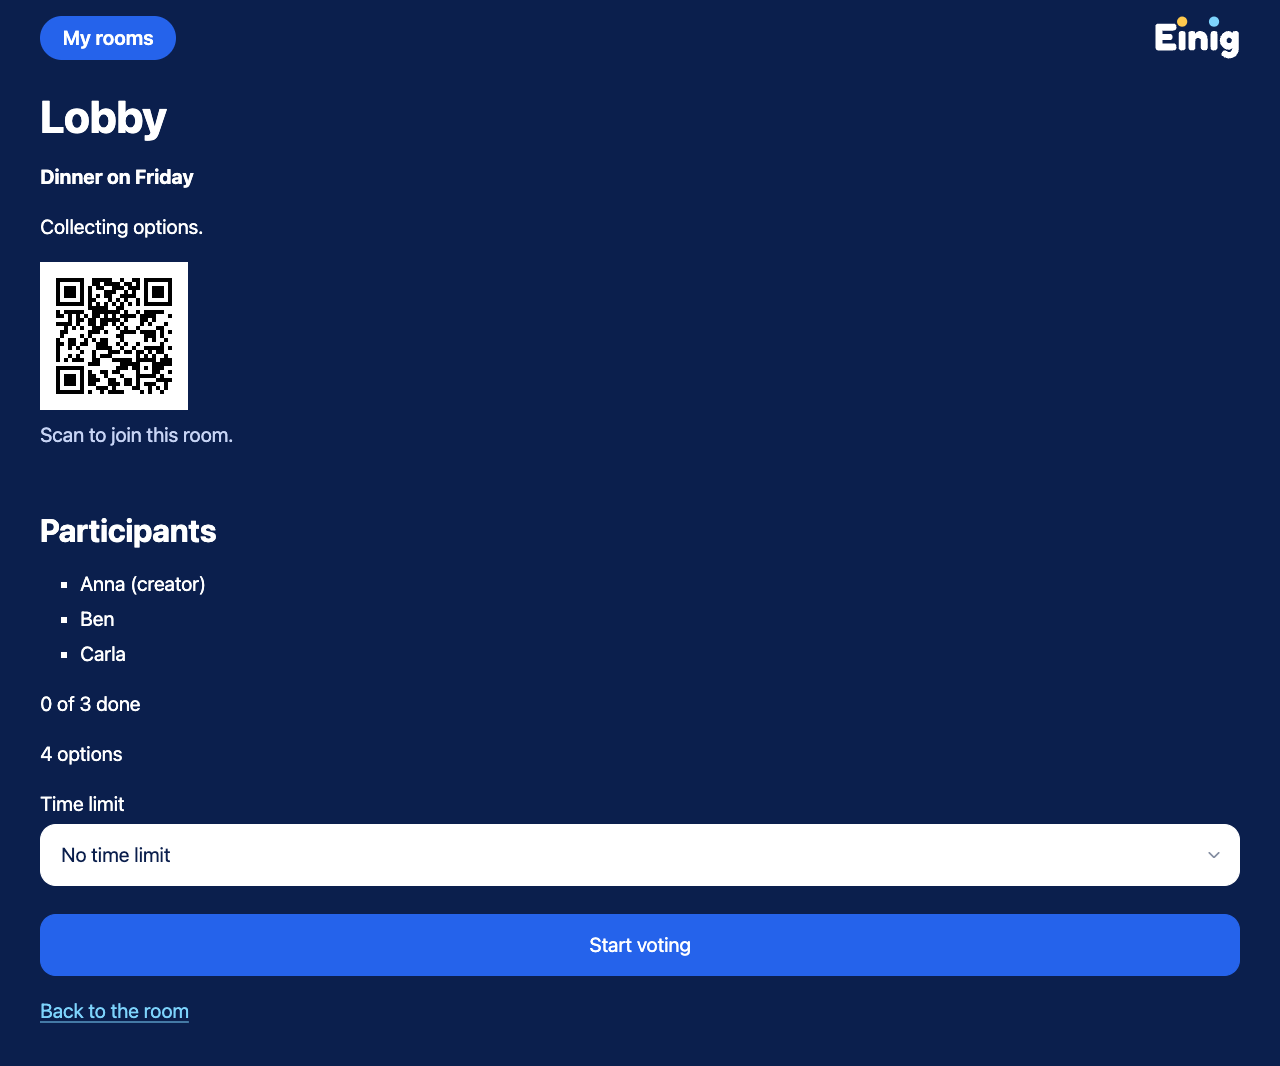 My rooms
Einig
Lobby
Dinner on Friday
Collecting options.
Scan to join this room.
Participants
Anna (creator)
Ben
Carla
0 of 3 done
4 options
Time limit
No time limit
Start voting
Back to the room